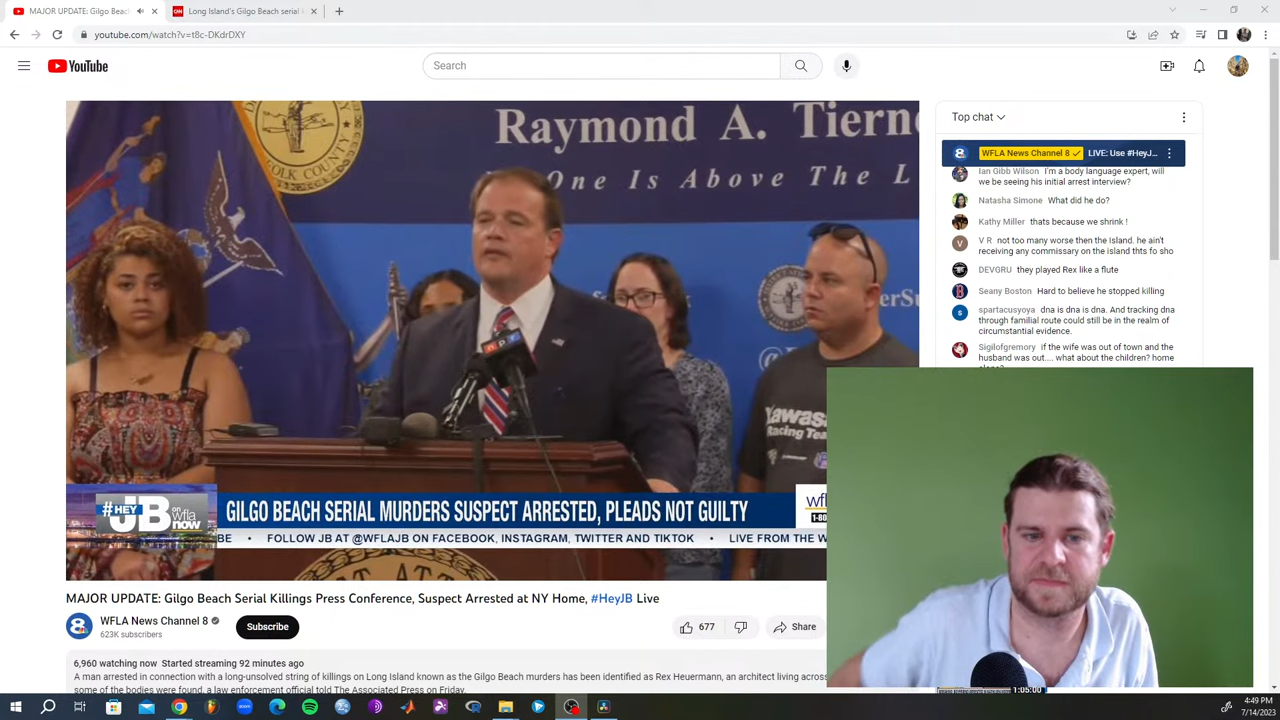 MAJOR UPDATE: Gilgo Beac
Long Island's Gilgo Beach serial k
youtube.com/watch?v=t8c-DKdrDXY
YouTube
Search
Raymond A. Tierne
One Is Above The L
Top chat
WFLA News Channel 8 LIVE: Use #HeyJ...
Ian Gibb Wilson I'm a body language expert, will
we be seeing his initial arrest interview?
Natasha Simone What did he do?
Kathy Miller thats because we shrink !
V R not too many worse then the Island. he ain't
receiving any commissary on the island thts fo sho
DEVGRU they played Rex like a flute
Seany Boston Hard to believe he stopped killing
spartacusyoya dna is dna is dna. And tracking dna
through familial route could still be in the realm of
circumstantial evidence.
Sigilofgremory if the wife was out of town and the
husband was out.... what about the children? home
NPC
Kawas
Racing Tea
#HEY JB on wfla now
GILGO BEACH SERIAL MURDERS SUSPECT ARRESTED, PLEADS NOT GUILTY
wfl
1-80
BE • FOLLOW JB AT @WFLAJB ON FACEBOOK, INSTAGRAM, TWITTER AND TIKTOK • LIVE FROM THE W
MAJOR UPDATE: Gilgo Beach Serial Killings Press Conference, Suspect Arrested at NY Home, #HeyJB Live
WFLA News Channel 8
623K subscribers
Subscribe
677
Share
6,960 watching now Started streaming 92 minutes ago
A man arrested in connection with a long-unsolved string of killings on Long Island known as the Gilgo Beach murders has been identified as Rex Heuermann, an architect living across
some of the bodies were found, a law enforcement official told The Associated Press on Friday.
1:05:00
4:49 PM
7/14/2023